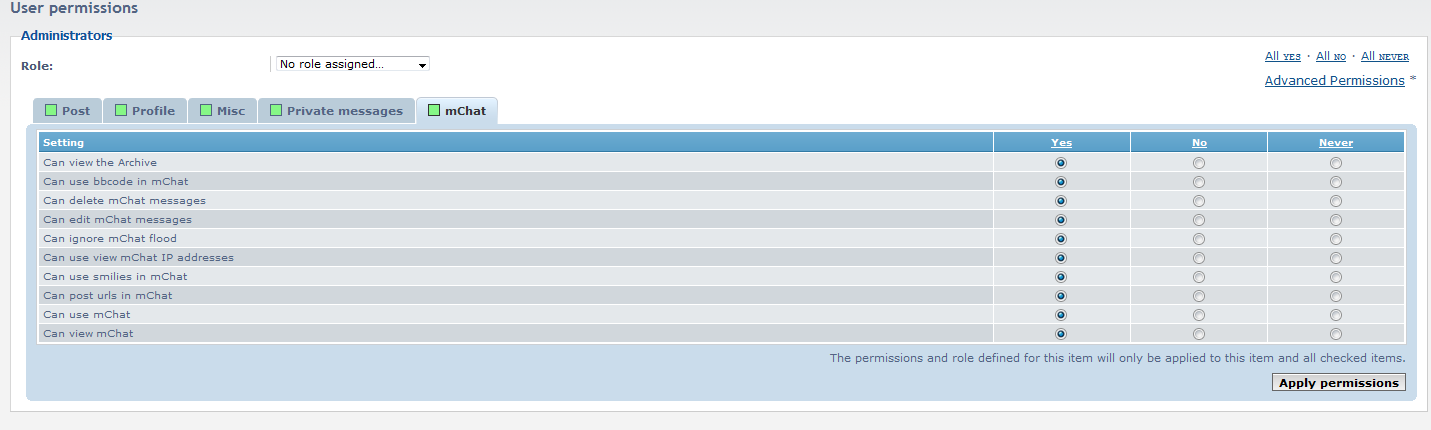 User permissions
Administrators
Role: No role assigned...
All YES · All NO · All NEVER
Advanced Permissions *
Post Profile Misc Private messages mChat
Setting Yes No Never
Can view the Archive
Can use bbcode in mChat
Can delete mChat messages
Can edit mChat messages
Can ignore mChat flood
Can use view mChat IP addresses
Can use smilies in mChat
Can post urls in mChat
Can use mChat
Can view mChat
The permissions and role defined for this item will only be applied to this item and all checked items.
Apply permissions